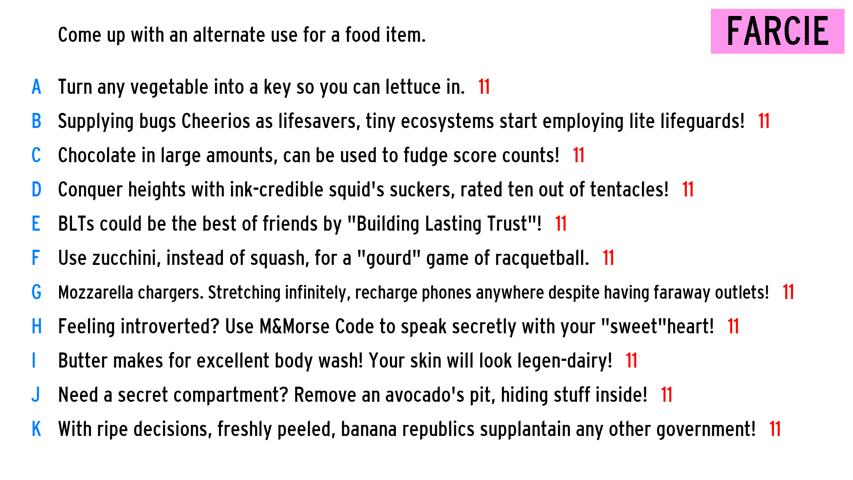 Come up with an alternate use for a food item.
FARCIE
A Turn any vegetable into a key so you can lettuce in. 11
B Supplying bugs Cheerios as lifesavers, tiny ecosystems start employing lite lifeguards! 11
C Chocolate in large amounts, can be used to fudge score counts! 11
D Conquer heights with ink-credible squid's suckers, rated ten out of tentacles! 11
E BLTs could be the best of friends by "Building Lasting Trust"! 11
F Use zucchini, instead of squash, for a "gourd" game of racquetball. 11
G Mozzarella chargers. Stretching infinitely, recharge phones anywhere despite having faraway outlets! 11
H Feeling introverted? Use M&Morse Code to speak secretly with your "sweet"heart! 11
I Butter makes for excellent body wash! Your skin will look legen-dairy! 11
J Need a secret compartment? Remove an avocado's pit, hiding stuff inside! 11
K With ripe decisions, freshly peeled, banana republics supplantain any other government! 11